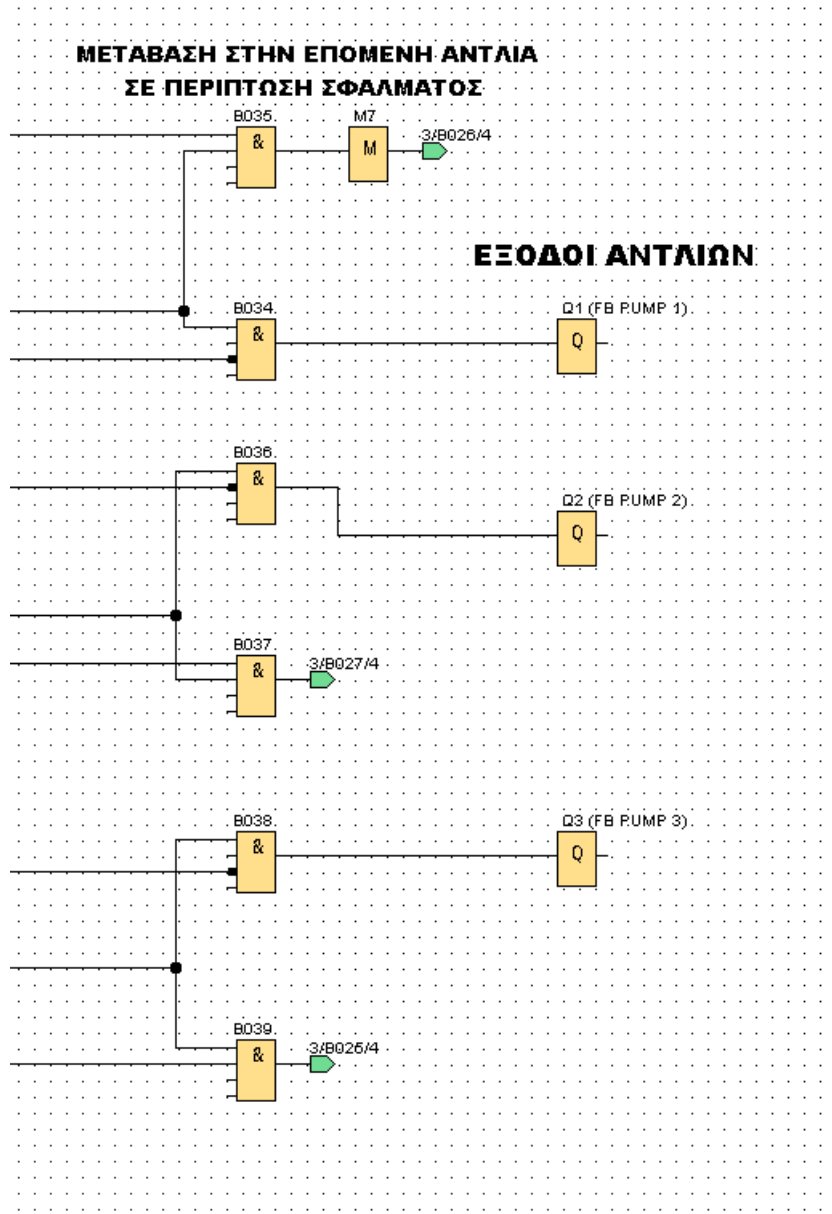 ΜΕΤΑΒΑΣΗ ΣΤΗΝ ΕΠΟΜΕΝΗ ΑΝΤΛΙΑ
ΣΕ ΠΕΡΙΠΤΩΣΗ ΣΦΑΛΜΑΤΟΣ
B035
M7
&
M
3/B026/4
ΕΞΟΔΟΙ ΑΝΤΛΙΩΝ
B034
Q1 (FB PUMP 1)
&
Q
B036
&
Q2 (FB PUMP 2)
Q
B037
&
3/B027/4
B038
Q3 (FB PUMP 3)
&
Q
B039
&
3/B025/4